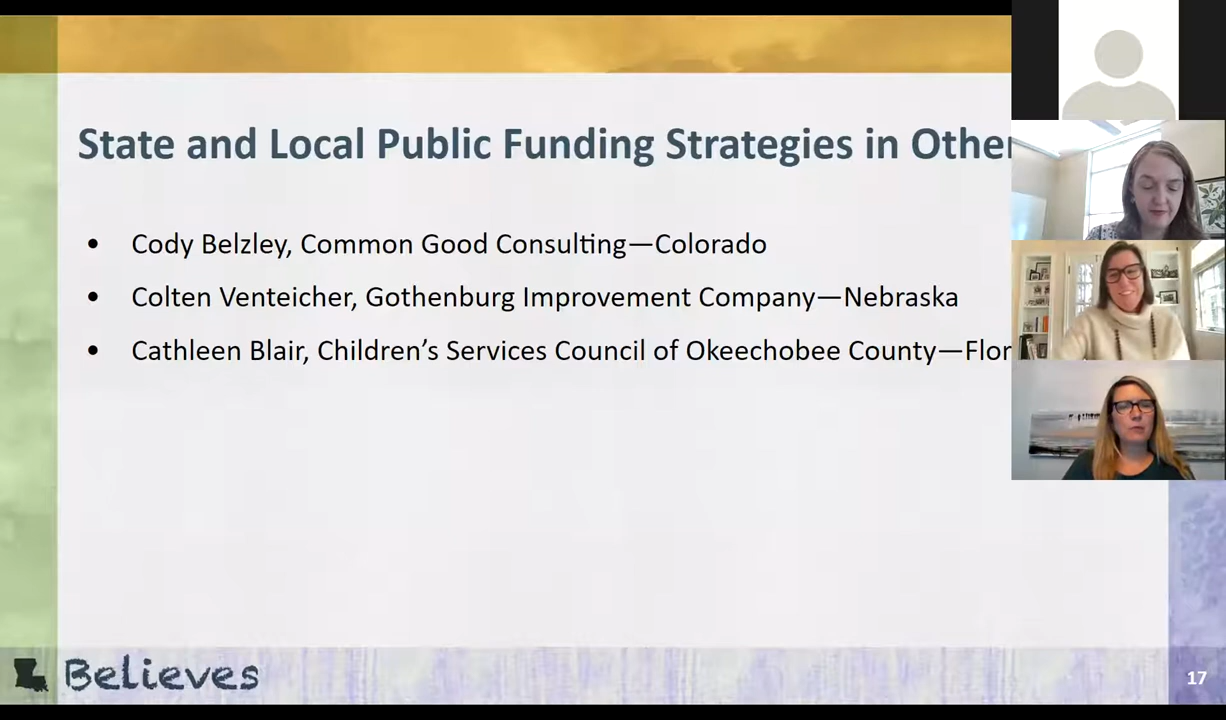 State and Local Public Funding Strategies in Other
• Cody Belzley, Common Good Consulting—Colorado
• Colten Venteicher, Gothenburg Improvement Company—Nebraska
• Cathleen Blair, Children’s Services Council of Okeechobee County—Flor
Believes
17